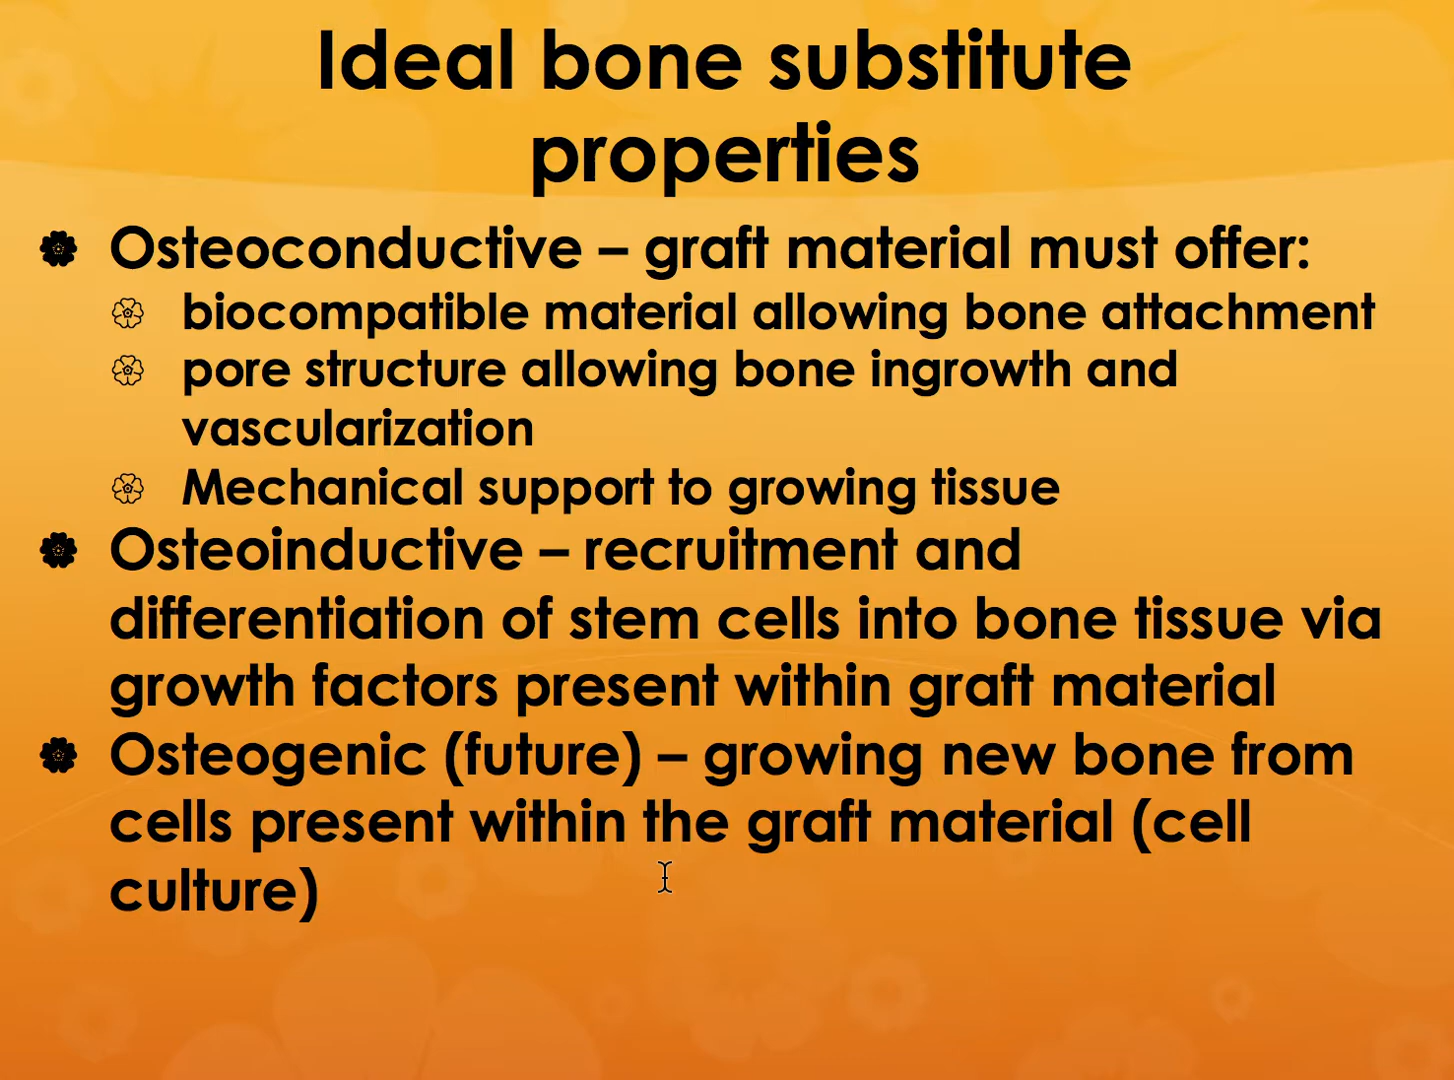 Ideal bone substitute
properties
Osteoconductive – graft material must offer:
biocompatible material allowing bone attachment
pore structure allowing bone ingrowth and
vascularization
Mechanical support to growing tissue
Osteoinductive – recruitment and
differentiation of stem cells into bone tissue via
growth factors present within graft material
Osteogenic (future) – growing new bone from
cells present within the graft material (cell
culture)